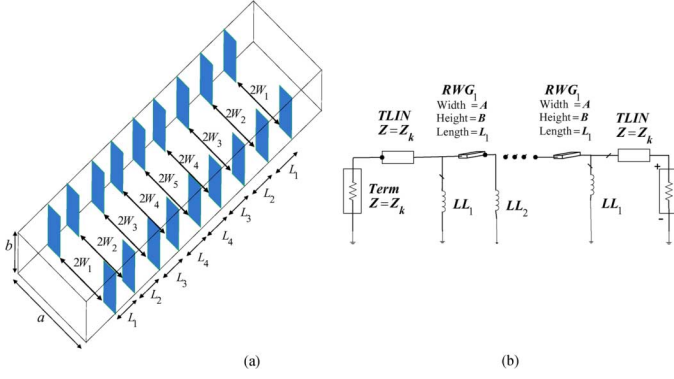 2W₁
2W₂
2W₃
2W₄
2W₅
2W₄
2W₃
2W₂
2W₁
L₁
L₂
L₃
L₄
L₄
L₃
L₂
L₁
b
a
(a)
TLIN
Z=Zₖ
RWG₁
Width =A
Height=B
Length=L₁
RWG₁
Width =A
Height=B
Length=L₁
TLIN
Z=Zₖ
Term
Z=Zₖ
LL₁
LL₂
LL₁
+
-
(b)